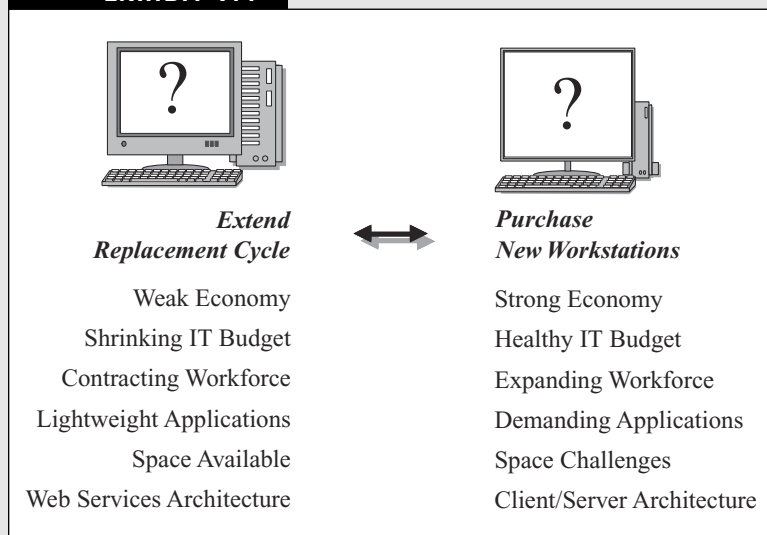 ?
?
Extend
Replacement Cycle
Weak Economy
Shrinking IT Budget
Contracting Workforce
Lightweight Applications
Space Available
Web Services Architecture
Purchase
New Workstations
Strong Economy
Healthy IT Budget
Expanding Workforce
Demanding Applications
Space Challenges
Client/Server Architecture